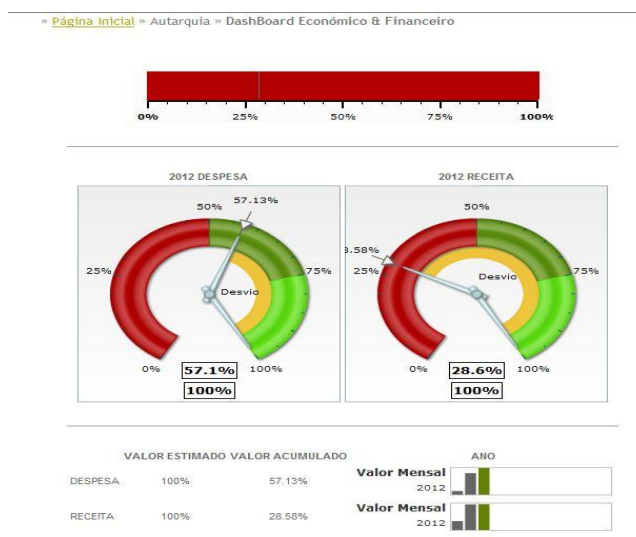 » Página Inicial » Autarquia » DashBoard Económico & Financeiro
0% 25% 50% 75% 100%
2012 DESPESA
57.13%
50%
25%
75%
Desvio
0%
57.1%
100%
100%
2012 RECEITA
50%
8.58%
25%
75%
Desvio
0%
28.6%
100%
100%
VALOR ESTIMADO VALOR ACUMULADO ANO
DESPESA 100% 57.13% Valor Mensal
2012
RECEITA 100% 28.58% Valor Mensal
2012